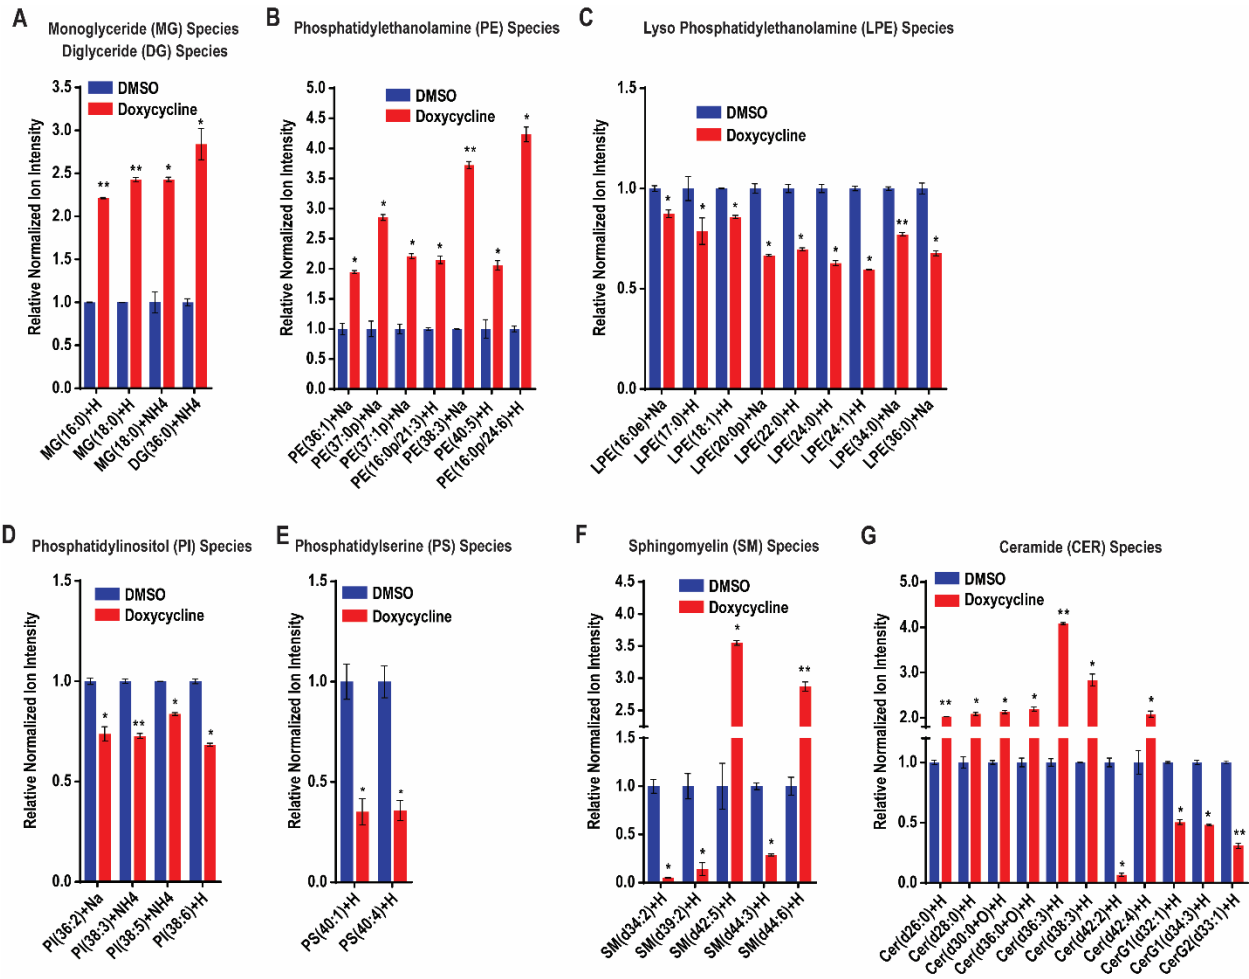 A
Monoglyceride (MG) Species
Diglyceride (DG) Species
DMSO
Doxycycline
Relative Normalized Ion Intensity
3.5
3.0
2.5
2.0
1.5
1.0
0.5
0.0
**
**
*
*
MG(16:0)+H
MG(18:0)+H
MG(18:0)+NH4
DG(36:0)+NH4
B
Phosphatidylethanolamine (PE) Species
DMSO
Doxycycline
Relative Normalized Ion Intensity
5.0
4.5
4.0
3.5
3.0
2.5
2.0
1.5
1.0
0.5
0.0
*
*
*
*
**
*
*
PE(36:1)+Na
PE(37:0p)+Na
PE(37:1p)+Na
PE(16:0p/21:3)+H
PE(38:3)+Na
PE(40:5)+H
PE(16:0p/24:6)+H
C
Lyso Phosphatidylethanolamine (LPE) Species
DMSO
Doxycycline
Relative Normalized Ion Intensity
1.5
1.0
0.5
0.0
*
*
*
*
*
*
*
**
*
LPE(16:0e)+Na
LPE(17:0)+H
LPE(18:1)+H
LPE(20:0p)+Na
LPE(22:0)+H
LPE(24:0)+H
LPE(24:1)+H
LPE(34:0)+Na
LPE(36:0)+Na
D
Phosphatidylinositol (PI) Species
DMSO
Doxycycline
Relative Normalized Ion Intensity
1.5
1.0
0.5
0.0
*
**
*
*
PI(36:2)+Na
PI(38:3)+NH4
PI(38:5)+NH4
PI(38:6)+H
E
Phosphatidylserine (PS) Species
DMSO
Doxycycline
Relative Normalized Ion Intensity
1.5
1.0
0.5
0.0
*
*
PS(40:1)+H
PS(40:4)+H
F
Sphingomyelin (SM) Species
DMSO
Doxycycline
Relative Normalized Ion Intensity
4.5
4.0
3.5
3.0
2.5
1.5
1.0
0.5
0.0
*
*
*
*
**
SM(d34:2)+H
SM(d39:2)+H
SM(d42:5)+H
SM(d44:3)+H
SM(d44:6)+H
G
Ceramide (CER) Species
DMSO
Doxycycline
Relative Normalized Ion Intensity
5.0
4.0
3.0
2.0
1.0
0.5
0.0
**
*
*
*
**
*
*
*
*
*
**
Cer(d26:0)+H
Cer(d28:0)+H
Cer(d30:0+O)+H
Cer(d36:0+O)+H
Cer(d36:3)+H
Cer(d38:3)+H
Cer(d42:2)+H
Cer(d42:4)+H
CerG1(d32:1)+H
CerG1(d34:3)+H
CerG2(d33:1)+H